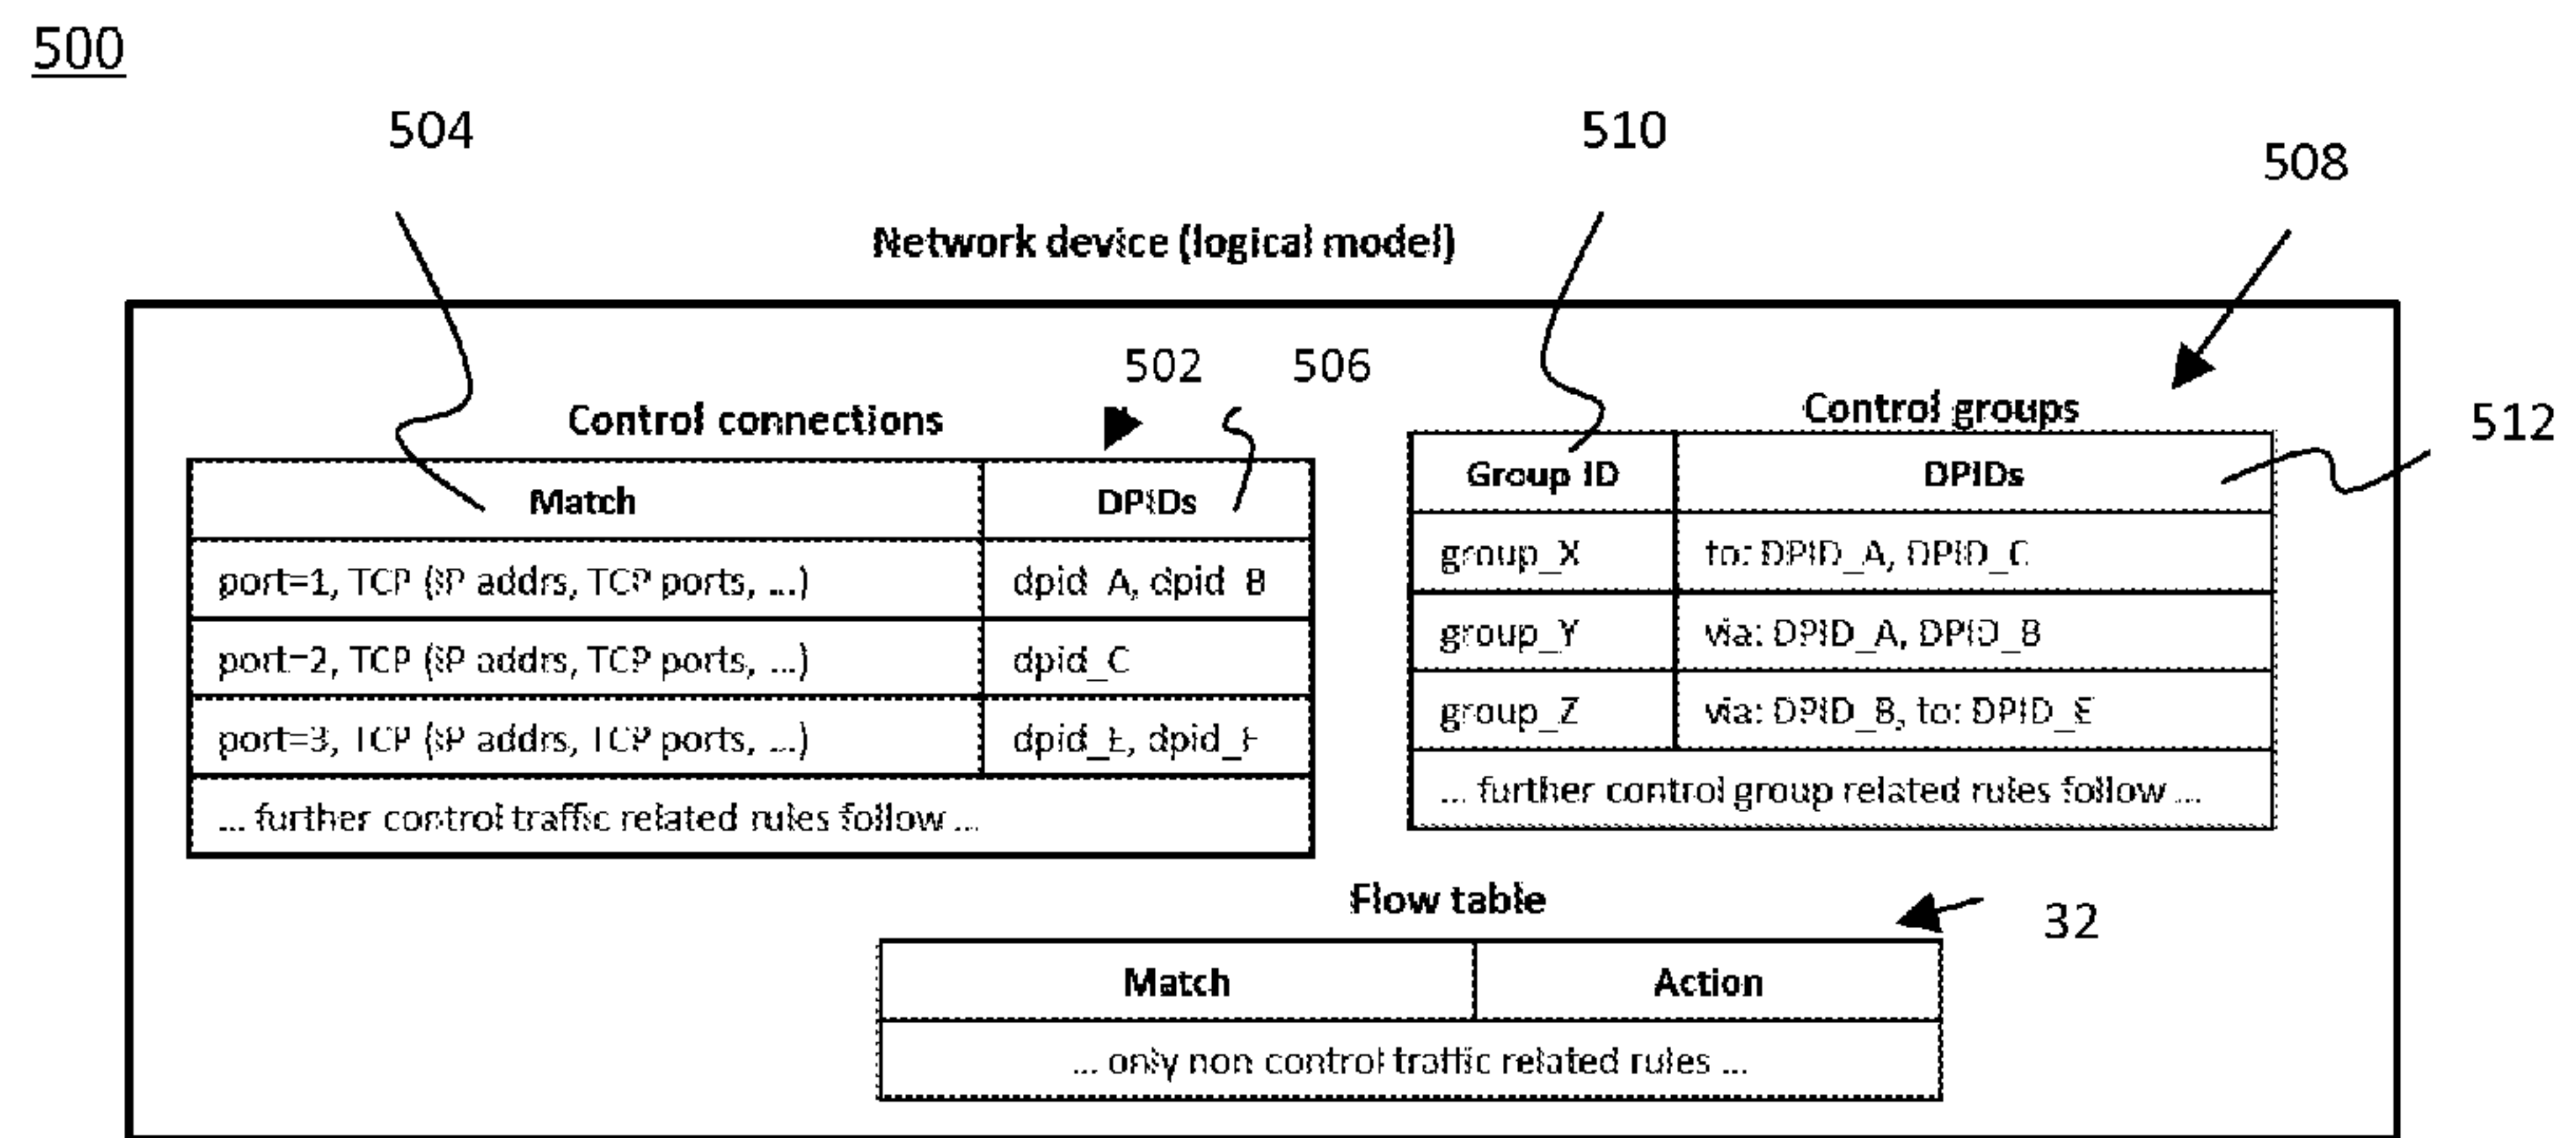 500
504
510
508
Network device (logical model)
502
506
Control connections
Control groups
512
Match
DPIDs
port=1, TCP (IP addrs, TCP ports, ...)
dpid_A, dpid_B
port=2, TCP (IP addrs, TCP ports, ...)
dpid_C
port=3, TCP (IP addrs, TCP ports, ...)
dpid_E, dpid_F
... further control traffic related rules follow ...
Group ID
DPIDs
group_X
to: DPID_A, DPID_C
group_Y
via: DPID_A, DPID_B
group_Z
via: DPID_B, to: DPID_E
... further control group related rules follow ...
Flow table
32
Match
Action
... only non control traffic related rules ...